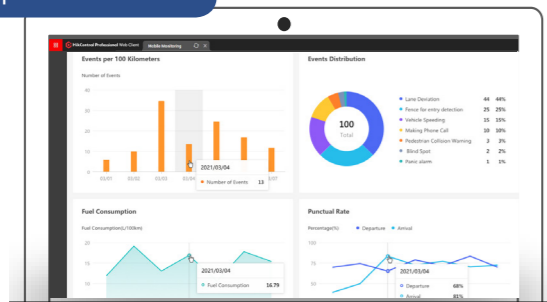 HikCentral Professional Web Client
Mobile Monitoring
Events per 100 Kilometers
Number of Events
40
30
20
10
0
03/01 03/02 03/03 03/04 03/07
2021/03/04
Number of Events 13
Events Distribution
100
Total
Lane Deviation 44 44%
Fence for entry detection 25 25%
Vehicle Speeding 15 15%
Making Phone Call 10 10%
Pedestrian Collision Warning 3 3%
Blind Spot 2 2%
Panic alarm 1 1%
Fuel Consumption
Fuel Consumption(L/100km)
20
15
10
2021/03/04
Fuel Consumption 16.79
Punctual Rate
Percentage(%) Departure Arrival
100
75
50
2021/03/04
Departure 68%
Arrival 81%